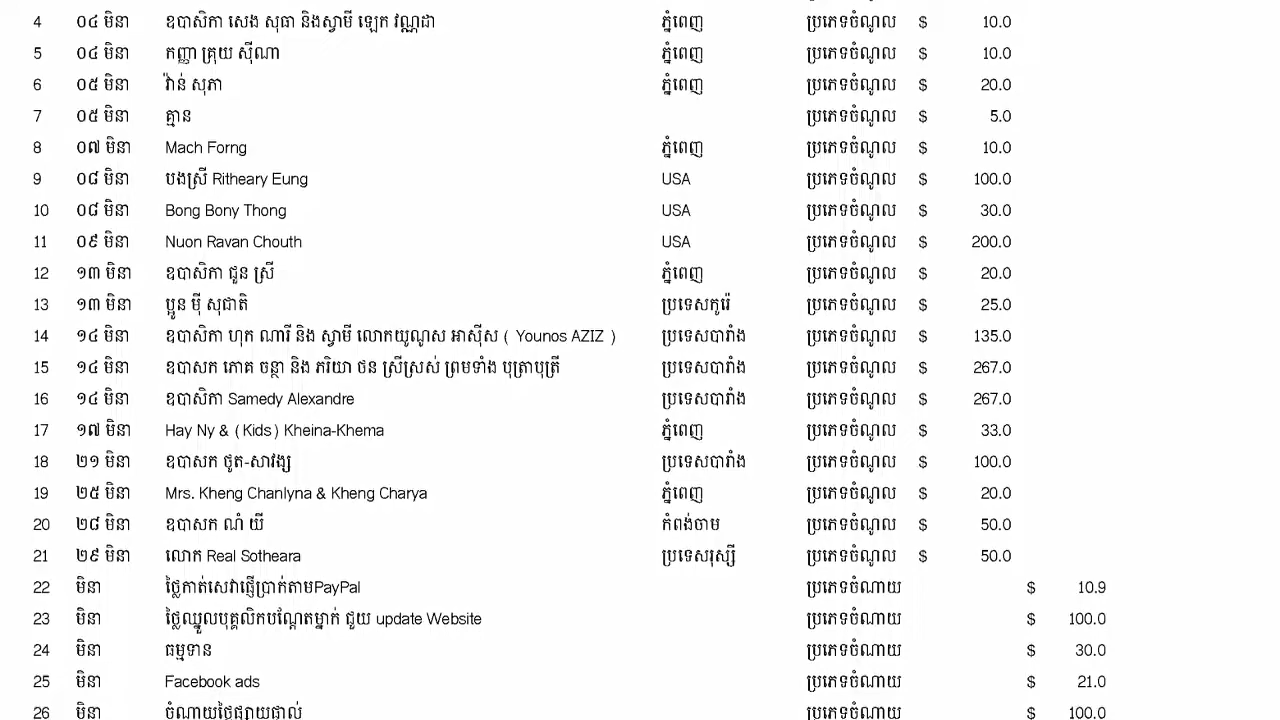 4 ០៤ មិនា ឧបាសិកា សេង សុធា និងស្វាមី ឡេក វណ្ណដា ភ្នំពេញ ប្រភេទចំណូល $ 10.0
5 ០៤ មិនា កញ្ញា គ្រុយ ស៊ីណា ភ្នំពេញ ប្រភេទចំណូល $ 10.0
6 ០៥ មិនា វ៉ាន់ សុភា ភ្នំពេញ ប្រភេទចំណូល $ 20.0
7 ០៥ មិនា គ្មាន ប្រភេទចំណូល $ 5.0
8 ០៧ មិនា Mach Forng ភ្នំពេញ ប្រភេទចំណូល $ 10.0
9 ០៨ មិនា បងស្រី Ritheary Eung USA ប្រភេទចំណូល $ 100.0
10 ០៨ មិនា Bong Bony Thong USA ប្រភេទចំណូល $ 30.0
11 ០៩ មិនា Nuon Ravan Chouth USA ប្រភេទចំណូល $ 200.0
12 ១៣ មិនា ឧបាសិកា ជួន ស្រី ភ្នំពេញ ប្រភេទចំណូល $ 20.0
13 ១៣ មិនា ប្អូន ម៉ី សុជាតិ ប្រទេសកូរ៉េ ប្រភេទចំណូល $ 25.0
14 ១៤ មិនា ឧបាសិកា ហុក ណារី និង ស្វាមី លោកយូណូស អាស៊ីស ( Younos AZIZ ) ប្រទេសបារាំង ប្រភេទចំណូល $ 135.0
15 ១៤ មិនា ឧបាសក ភោគ ចន្ថា និង ភរិយា ថន ស្រីស្រស់ ព្រមទាំង បុត្រាបុត្រី ប្រទេសបារាំង ប្រភេទចំណូល $ 267.0
16 ១៤ មិនា ឧបាសិកា Samedy Alexandre ប្រទេសបារាំង ប្រភេទចំណូល $ 267.0
17 ១៧ មិនា Hay Ny & (Kids) Kheina-Khema ភ្នំពេញ ប្រភេទចំណូល $ 33.0
18 ២១ មិនា ឧបាសក ថូត-សាវង្ស ប្រទេសបារាំង ប្រភេទចំណូល $ 100.0
19 ២៥ មិនា Mrs. Kheng Chanlyna & Kheng Charya ភ្នំពេញ ប្រភេទចំណូល $ 20.0
20 ២៨ មិនា ឧបាសក ណំ យី កំពង់ចាម ប្រភេទចំណូល $ 50.0
21 ២៩ មិនា លោក Real Sotheara ប្រទេសរុស្សី ប្រភេទចំណូល $ 50.0
22 មិនា ថ្លៃកាត់សេវាផ្ញើប្រាក់តាមPayPal ប្រភេទចំណាយ $ 10.9
23 មិនា ថ្លៃឈ្នួលបុគ្គលិកបណ្តែតម្នាក់ ជួយ update Website ប្រភេទចំណាយ $ 100.0
24 មិនា ធម្មទាន ប្រភេទចំណាយ $ 30.0
25 មិនា Facebook ads ប្រភេទចំណាយ $ 21.0
26 មិនា ចំណាយថ្លៃផ្សាយផ្ទាល់ ប្រភេទចំណាយ $ 100.0